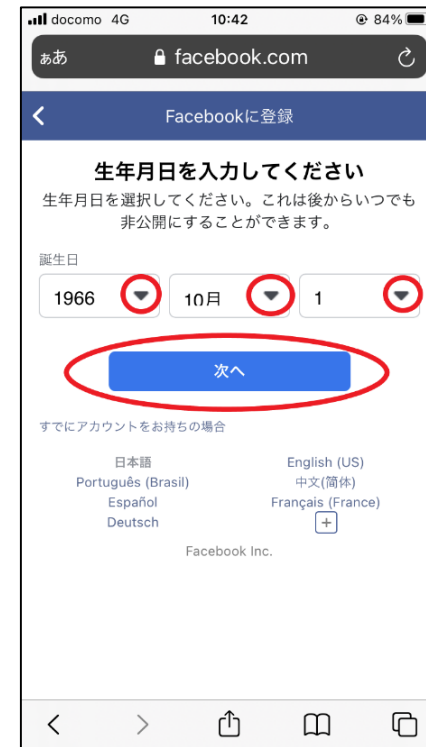 docomo 4G 10:42 84%
ぁあ facebook.com
Facebookに登録
生年月日を入力してください
生年月日を選択してください。これは後からいつでも
非公開にすることができます。
誕生日
1966 10月 1
次へ
すでにアカウントをお持ちの場合
日本語 English (US)
Português (Brasil) 中文(简体)
Español Français (France)
Deutsch +
Facebook Inc.